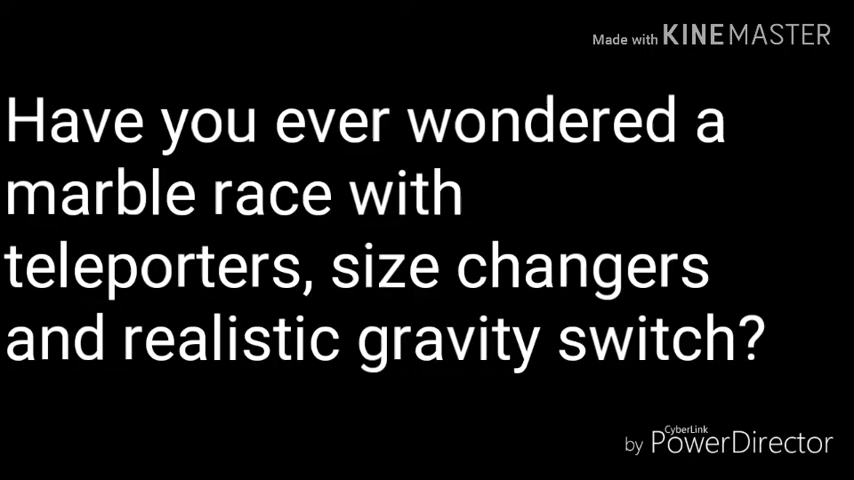 Made with KINEMASTER
Have you ever wondered a
marble race with
teleporters, size changers
and realistic gravity switch?
CyberLink
by PowerDirector